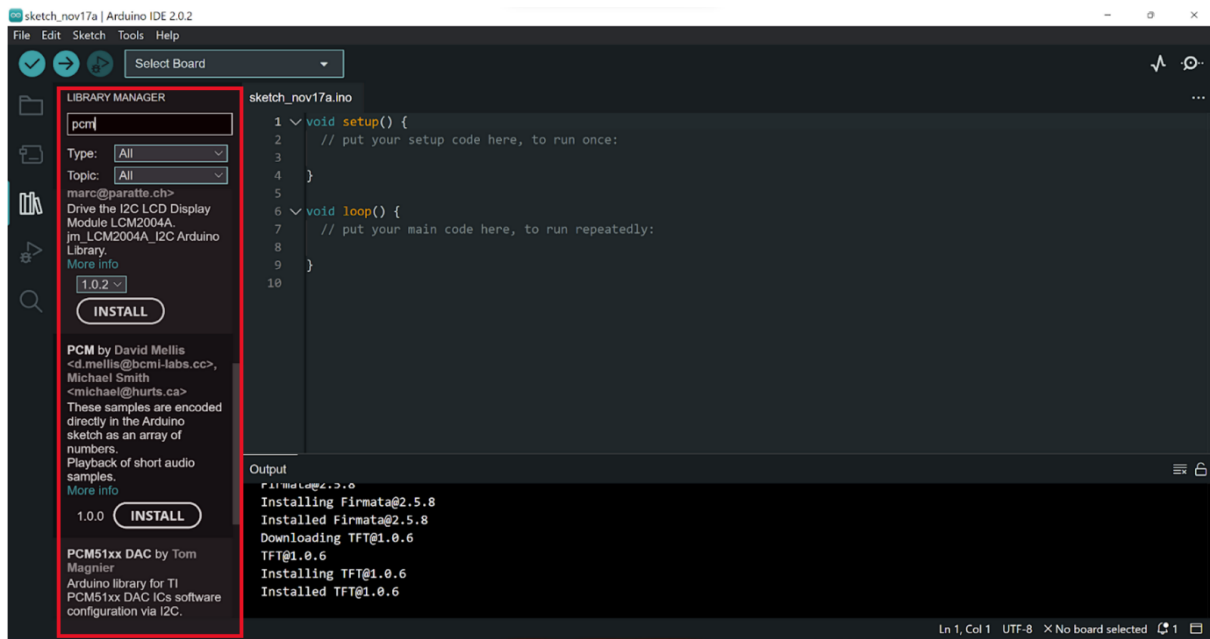 sketch_nov17a | Arduino IDE 2.0.2
File Edit Sketch Tools Help
Select Board
LIBRARY MANAGER
pcm
Type: All
Topic: All
marc@paratte.ch>
Drive the I2C LCD Display
Module LCM2004A.
jm_LCM2004A_I2C Arduino
Library.
More info
1.0.2
INSTALL
PCM by David Mellis
<d.mellis@bcmi-labs.cc>,
Michael Smith
<michael@hurts.ca>
These samples are encoded
directly in the Arduino
sketch as an array of
numbers.
Playback of short audio
samples.
More info
1.0.0 INSTALL
PCM51xx DAC by Tom
Magnier
Arduino library for TI
PCM51xx DAC ICs software
configuration via I2C.
sketch_nov17a.ino
1 void setup() {
2 // put your setup code here, to run once:
3
4 }
5
6 void loop() {
7 // put your main code here, to run repeatedly:
8
9 }
10
Output
Firmata@2.5.8
Installing Firmata@2.5.8
Installed Firmata@2.5.8
Downloading TFT@1.0.6
TFT@1.0.6
Installing TFT@1.0.6
Installed TFT@1.0.6
Ln 1, Col 1 UTF-8 No board selected 1